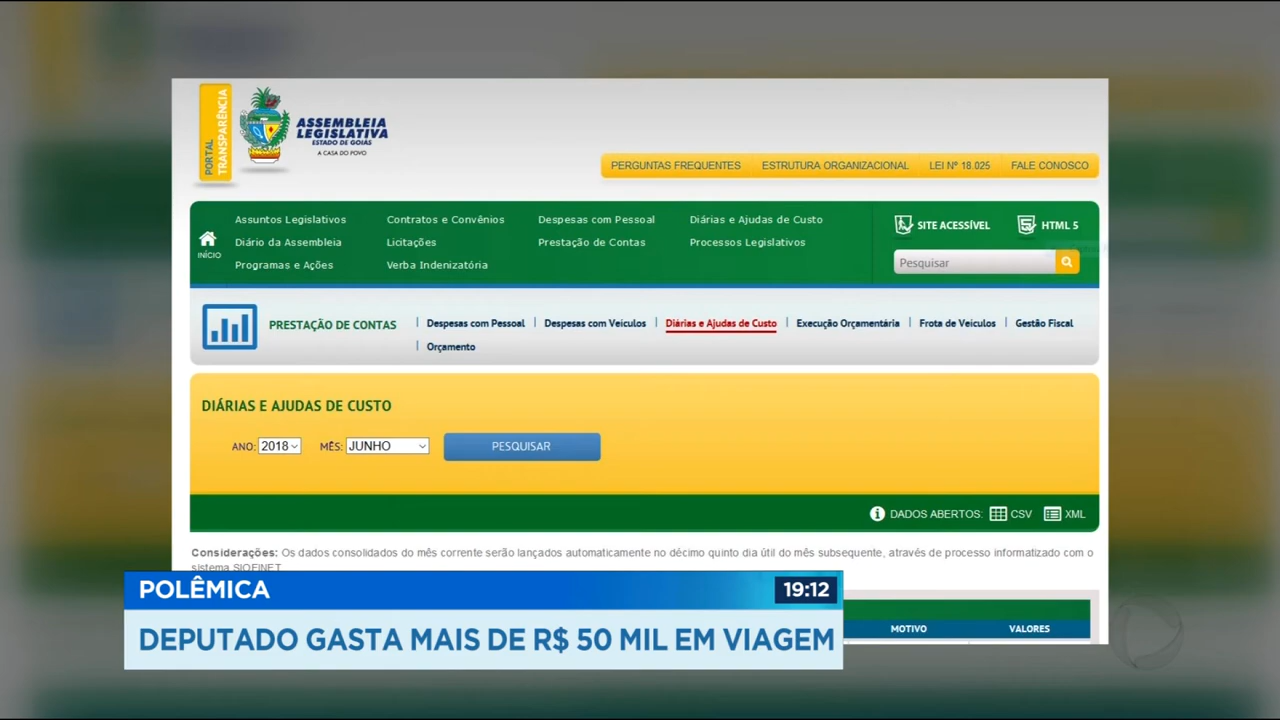 PORTAL TRANSPARÊNCIA
ASSEMBLEIA
LEGISLATIVA
ESTADO DE GOIÁS
A CASA DO POVO
PERGUNTAS FREQUENTES ESTRUTURA ORGANIZACIONAL LEI Nº 18.025 FALE CONOSCO
INÍCIO
Assuntos Legislativos Contratos e Convênios Despesas com Pessoal Diárias e Ajudas de Custo
Diário da Assembleia Licitações Prestação de Contas Processos Legislativos
Programas e Ações Verba Indenizatória
SITE ACESSÍVEL HTML 5
Pesquisar
PRESTAÇÃO DE CONTAS Despesas com Pessoal Despesas com Veículos Diárias e Ajudas de Custo Execução Orçamentária Frota de Veículos Gestão Fiscal
Orçamento
DIÁRIAS E AJUDAS DE CUSTO
ANO: 2018 MÊS: JUNHO PESQUISAR
DADOS ABERTOS: CSV XML
Considerações: Os dados consolidados do mês corrente serão lançados automaticamente no décimo quinto dia útil do mês subsequente, através de processo informatizado com o
sistema SIOFINET
MOTIVO VALORES
POLÊMICA 19:12
DEPUTADO GASTA MAIS DE R$ 50 MIL EM VIAGEM